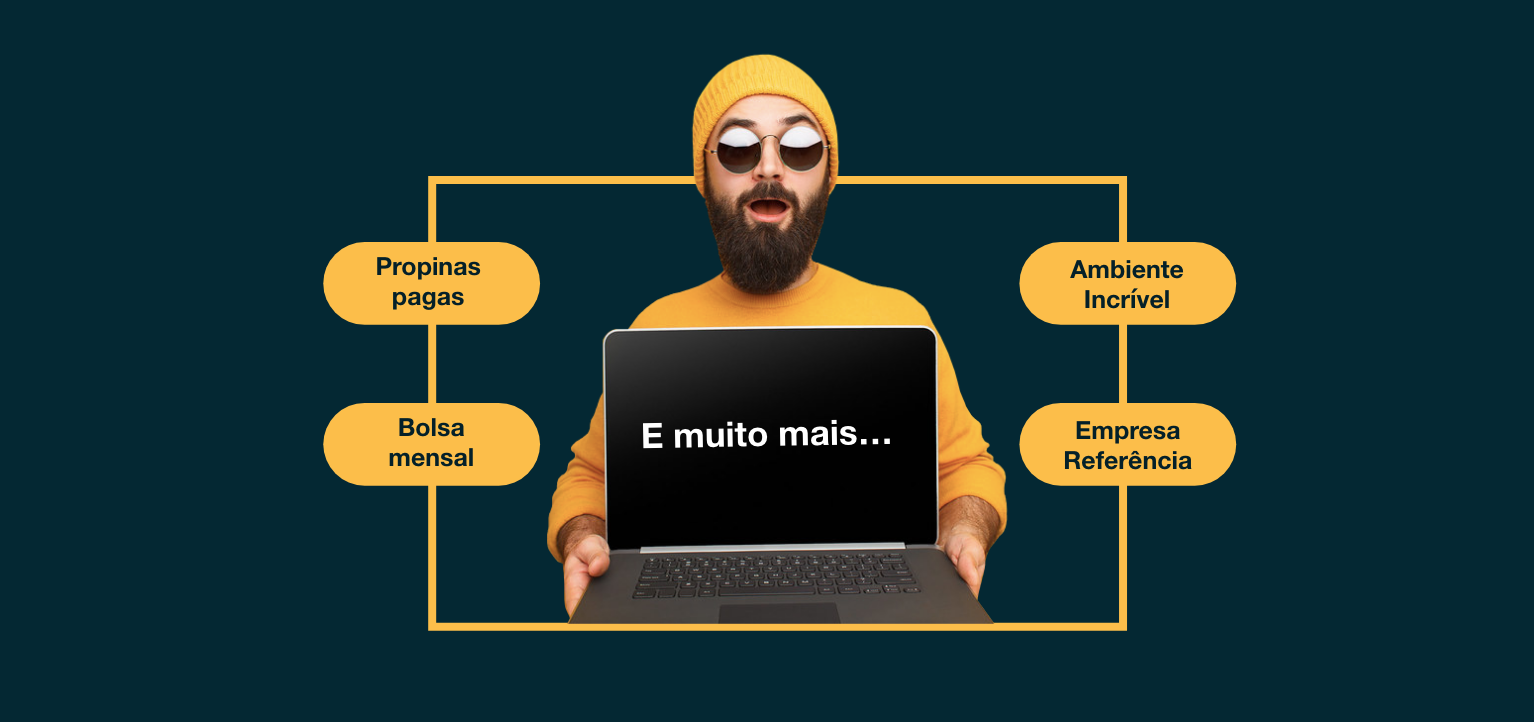 Propinas
pagas
Ambiente
Incrível
Bolsa
mensal
E muito mais...
Empresa
Referência